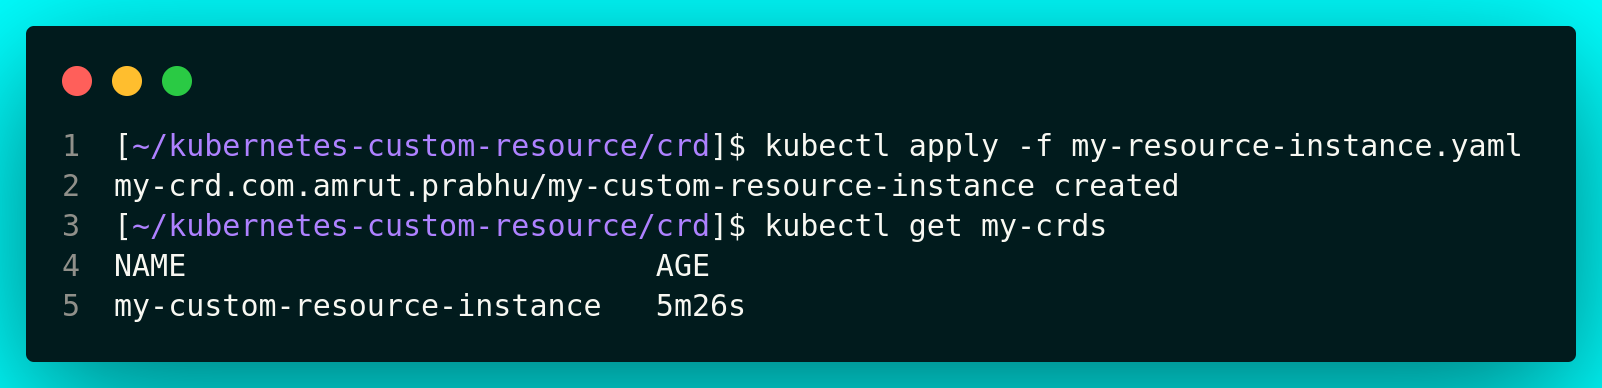 1 [~/kubernetes-custom-resource/crd]$ kubectl apply -f my-resource-instance.yaml
2 my-crd.com.amrut.prabhu/my-custom-resource-instance created
3 [~/kubernetes-custom-resource/crd]$ kubectl get my-crds
4 NAME                          AGE
5 my-custom-resource-instance   5m26s